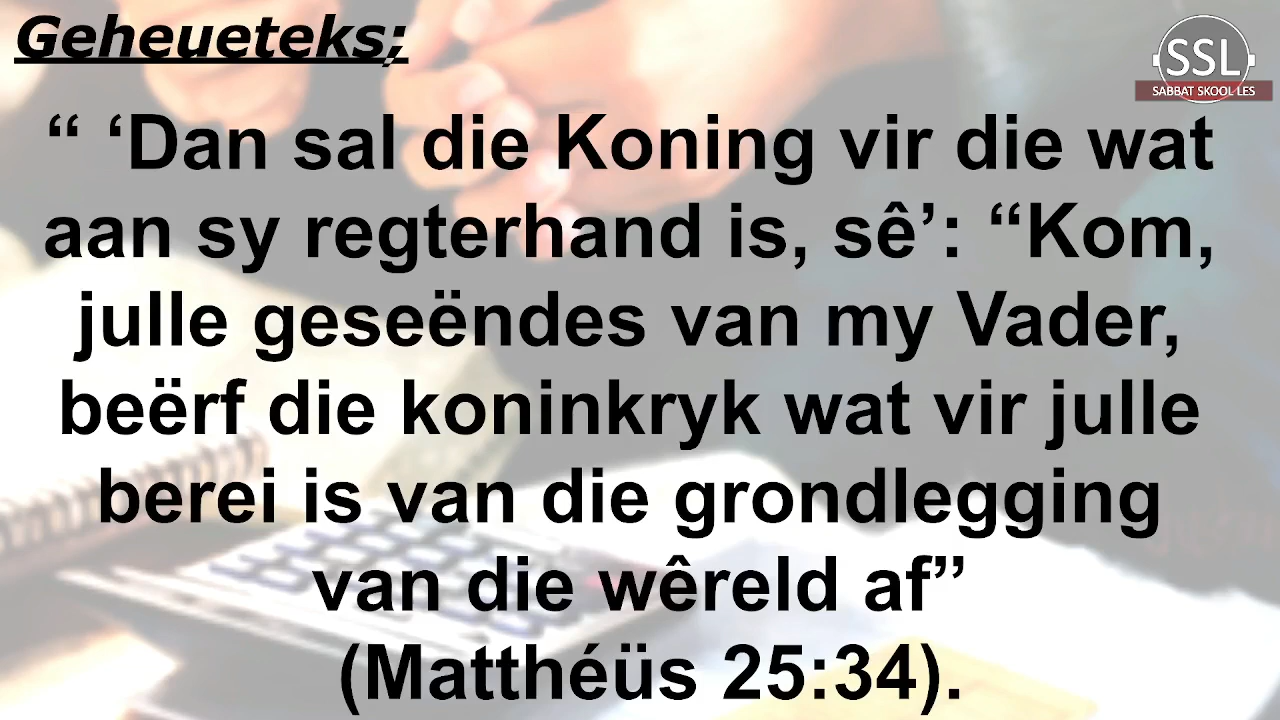 Geheueteks;
SSL
SABBAT SKOOL LES
“ ‘Dan sal die Koning vir die wat
aan sy regterhand is, sê’: “Kom,
julle geseëndes van my Vader,
beërf die koninkryk wat vir julle
berei is van die grondlegging
van die wêreld af”
(Matthéüs 25:34).